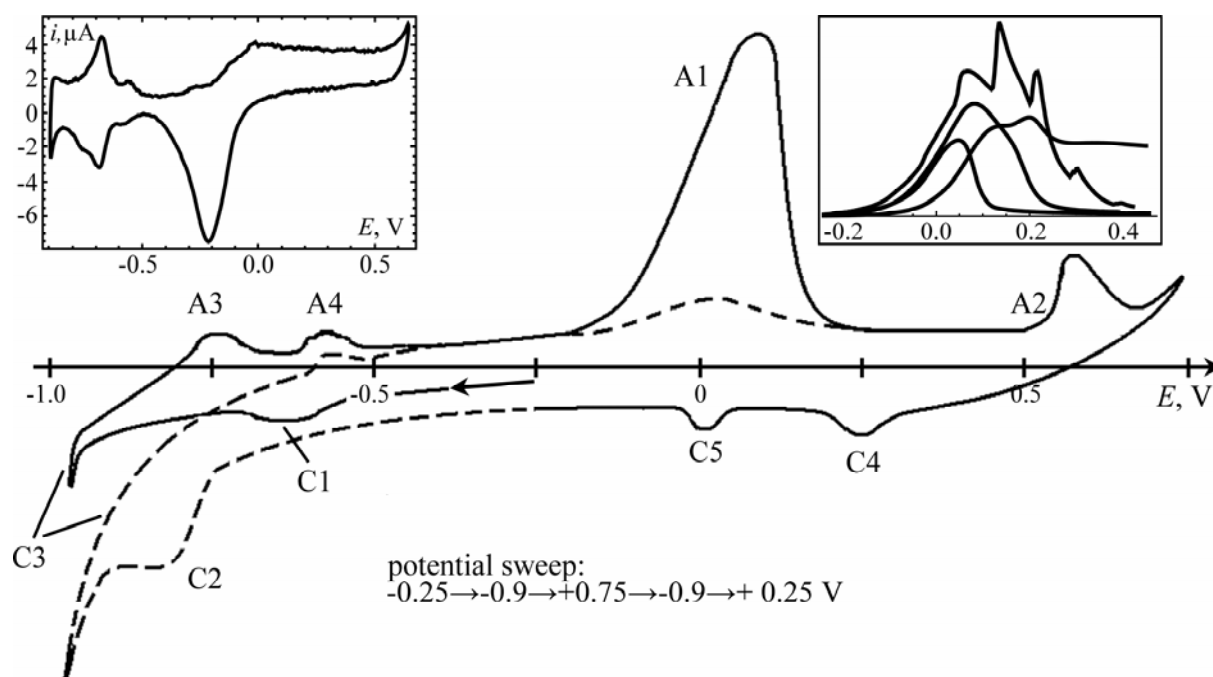 i, µA
4
2
0
-2
-4
-6
E, V
-0.5
0.0
0.5
A1
-0.2
0.0
0.2
0.4
A3
A4
A2
-1.0
-0.5
0
0.5
E, V
C1
C5
C4
C3
C2
potential sweep:
-0.25→-0.9→+0.75→-0.9→+ 0.25 V